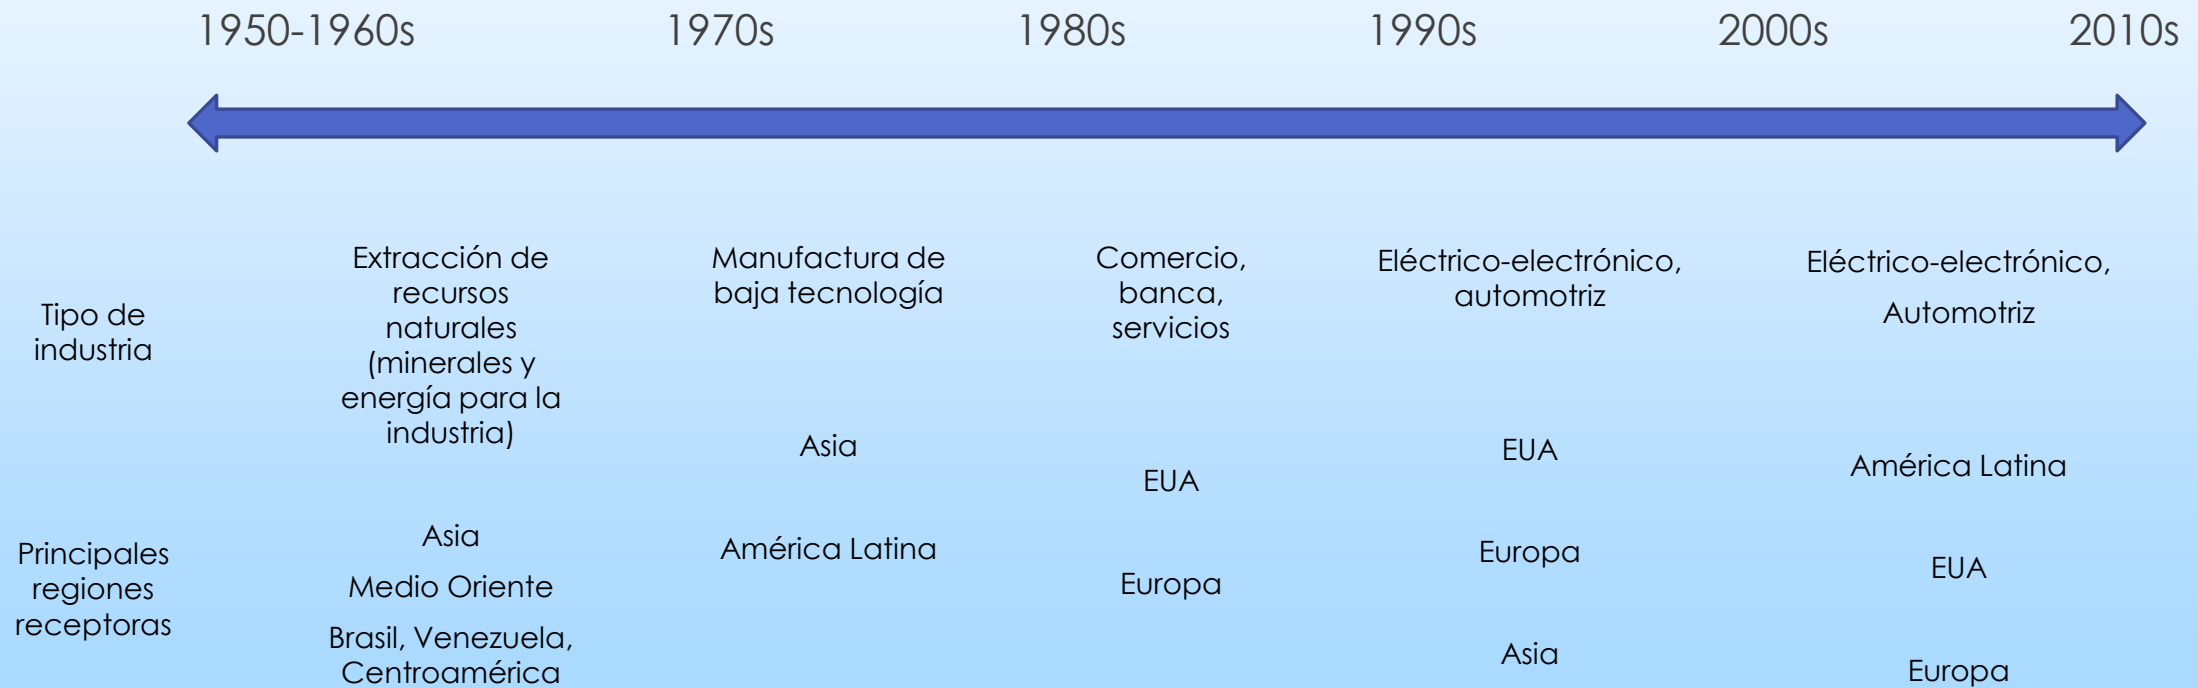 1950-1960s
1970s
1980s
1990s
2000s
2010s
Tipo de
industria
Extracción de
recursos
naturales
(minerales y
energía para la
industria)
Manufactura de
baja tecnología
Comercio,
banca,
servicios
Eléctrico-electrónico,
automotriz
Eléctrico-electrónico,
Automotriz
Principales
regiones
receptoras
Asia
Medio Oriente
Brasil, Venezuela,
Centroamérica
Asia
América Latina
EUA
Europa
EUA
Europa
Asia
América Latina
EUA
Europa